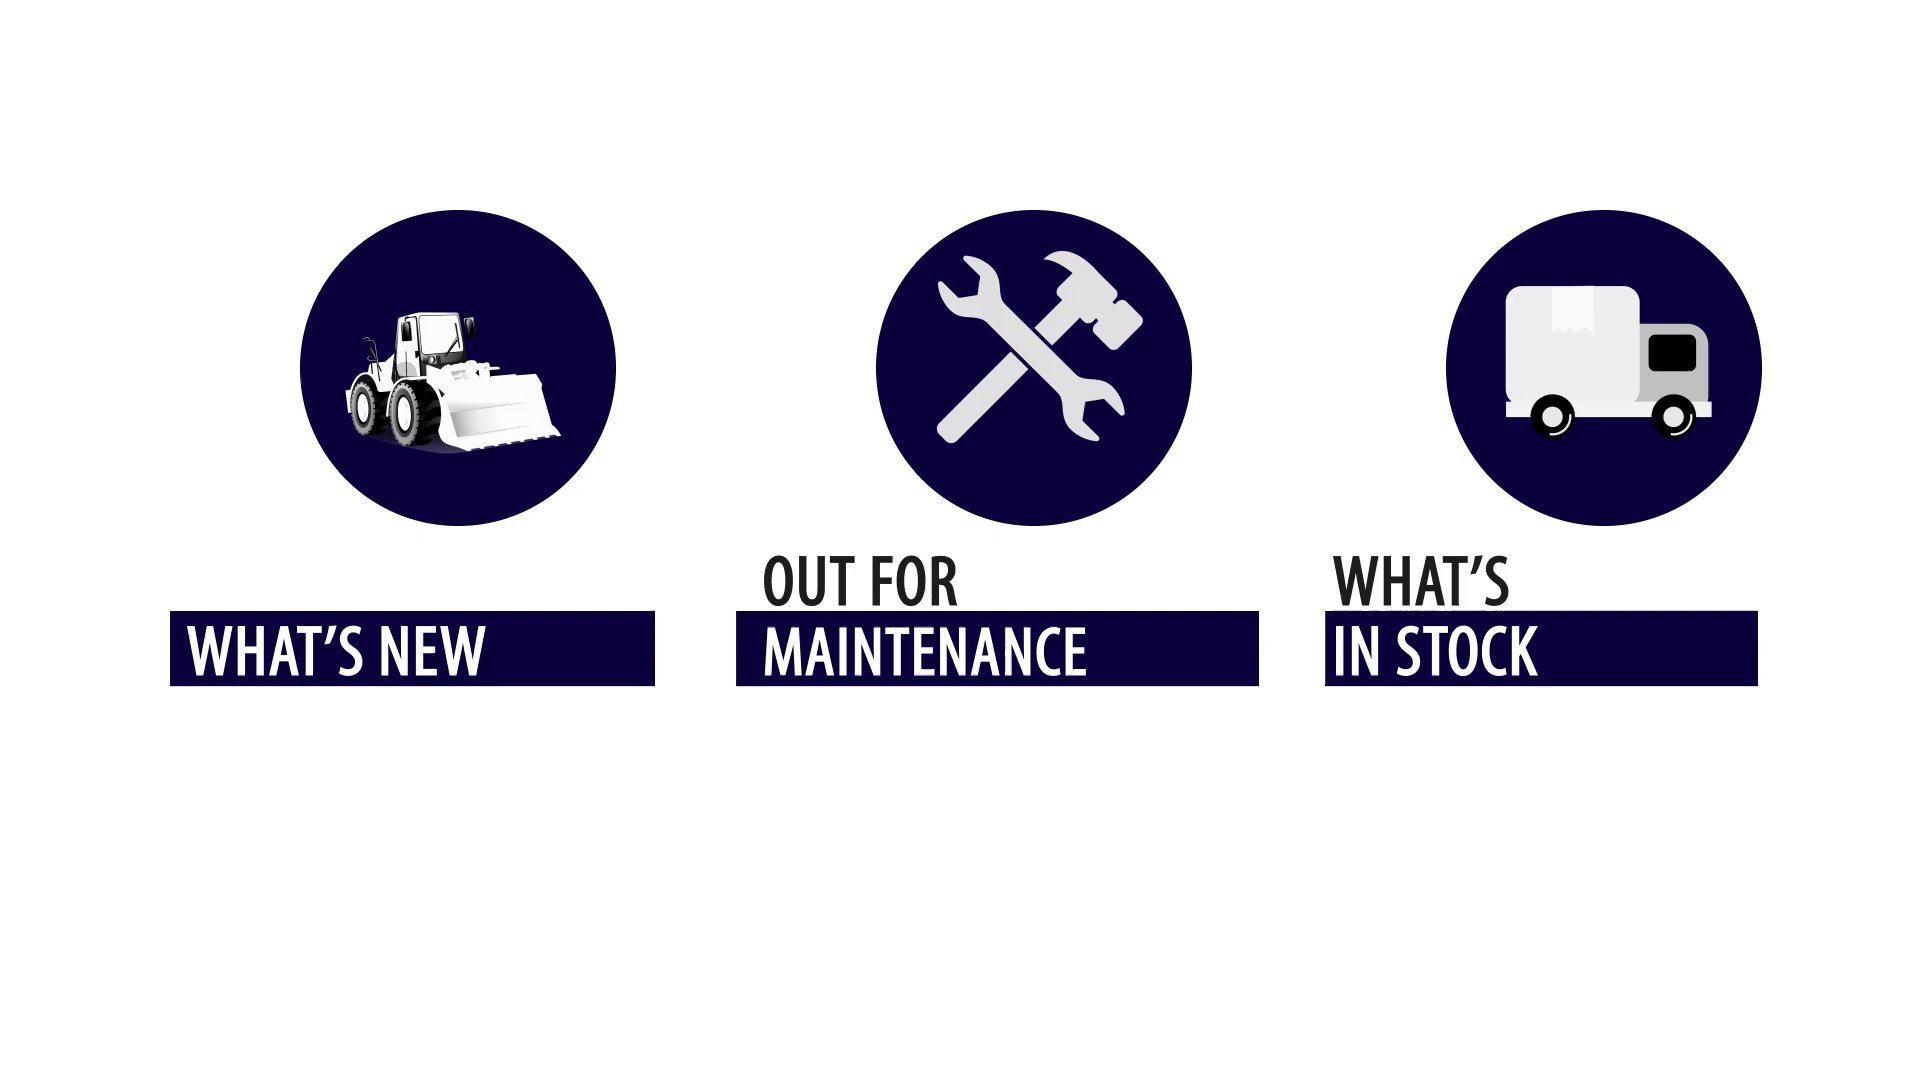 WHAT’S NEW
OUT FOR
MAINTENANCE
WHAT’S
IN STOCK